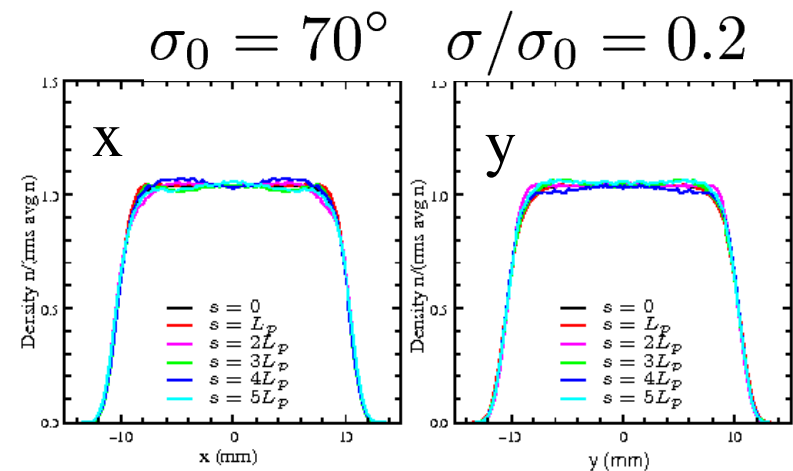 σ₀ = 70° σ/σ₀ = 0.2
x
y
1.5
1.0
0.5
0.0
Density n/(rms avg n)
s = 0
s = Lₚ
s = 2Lₚ
s = 3Lₚ
s = 4Lₚ
s = 5Lₚ
-10 0 10
x (mm)
1.5
1.0
0.5
0.0
Density n/(rms avg n)
s = 0
s = Lₚ
s = 2Lₚ
s = 3Lₚ
s = 4Lₚ
s = 5Lₚ
-10 0 10
y (mm)